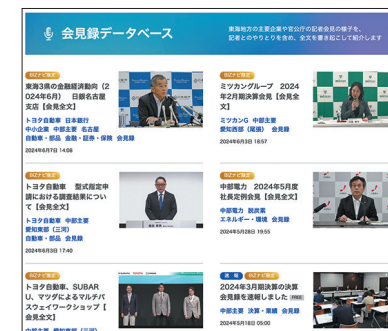 会見録データベース
東海地方の主要企業や官公庁の記者会見の様子を、
記者とのやりとりを含め、全文を書き起こして紹介します
BIZナビ限定
東海3県の金融経済動向（2
024年6月） 日銀名古屋
支店【会見全文】
トヨタ自動車 日本銀行
中小企業 中部主要 名古屋
自動車・部品 金融・証券・保険 会見録
2024年6月7日 14:06
BIZナビ限定
ミツカングループ 2024
年2月期決算会見【会見全
文】
ミツカンG 中部主要
愛知西部（尾張） 会見録
2024年6月3日 18:57
BIZナビ限定
トヨタ自動車 型式指定申
請における調査結果につい
て【会見全文】
トヨタ自動車 中部主要
愛知東部（三河）
自動車・部品 会見録
2024年6月3日 17:40
BIZナビ限定
中部電力 2024年5月度
社長定例会見【会見全文】
中部電力 脱炭素
エネルギー・環境 会見録
2024年5月28日 19:55
BIZナビ限定
トヨタ自動車、SUBAR
U、マツダによるマルチパ
スウェイワークショップ【
会見全文】
中部主要 愛知東部（三河）
速報 BIZナビ限定
2024年3月期決算の決算
会見録を速報しました
中部主要 決算・業績 会見録
2024年5月18日 05:00